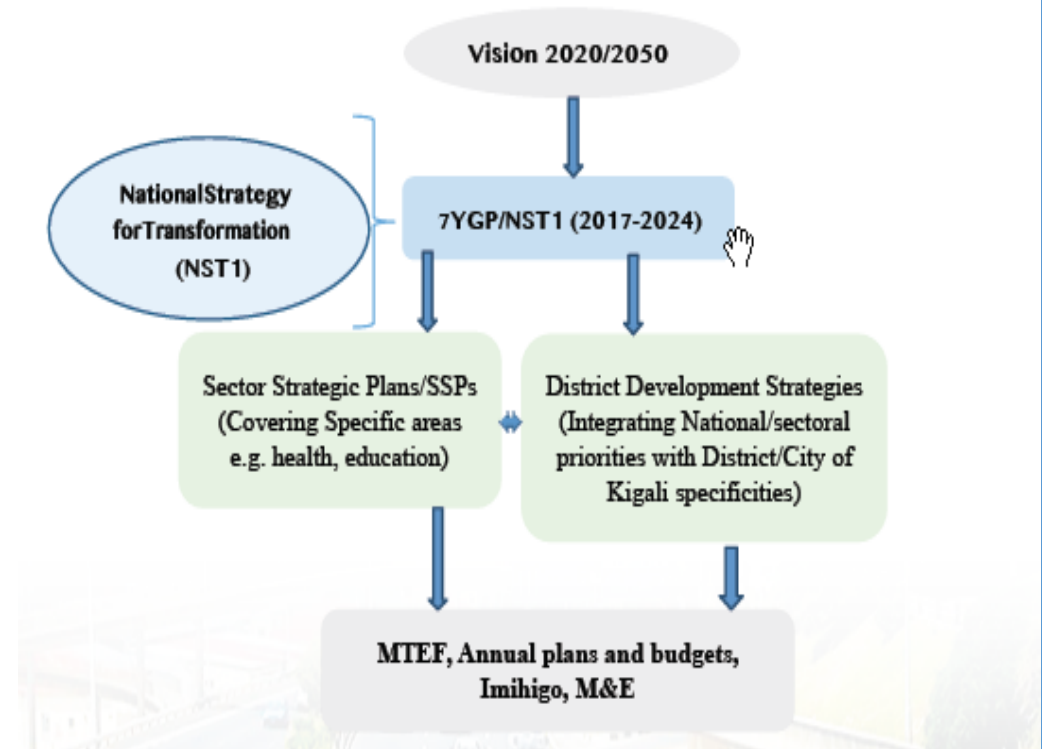 Vision 2020/2050
NationalStrategy
forTransformation
(NST1)
7YGP/NST1 (2017-2024)
Sector Strategic Plans/SSPs
(Covering Specific areas
e.g. health, education)
District Development Strategies
(Integrating National/sectoral
priorities with District/City of
Kigali specificities)
MTEF, Annual plans and budgets,
Imihigo, M&E